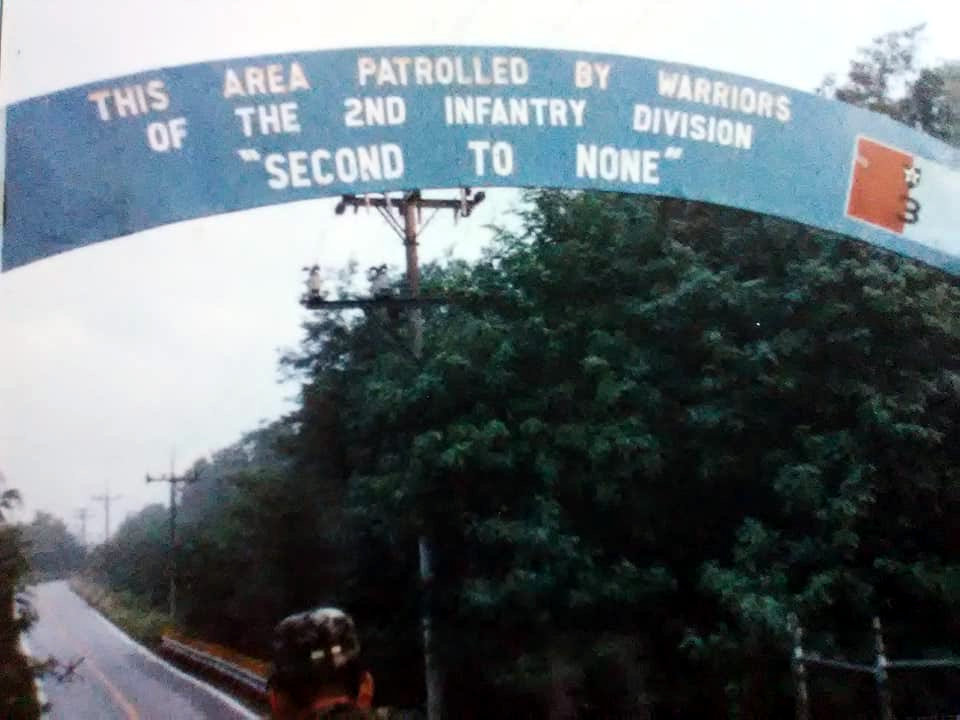 THIS AREA PATROLLED BY WARRIORS
OF THE 2ND INFANTRY DIVISION
"SECOND TO NONE"